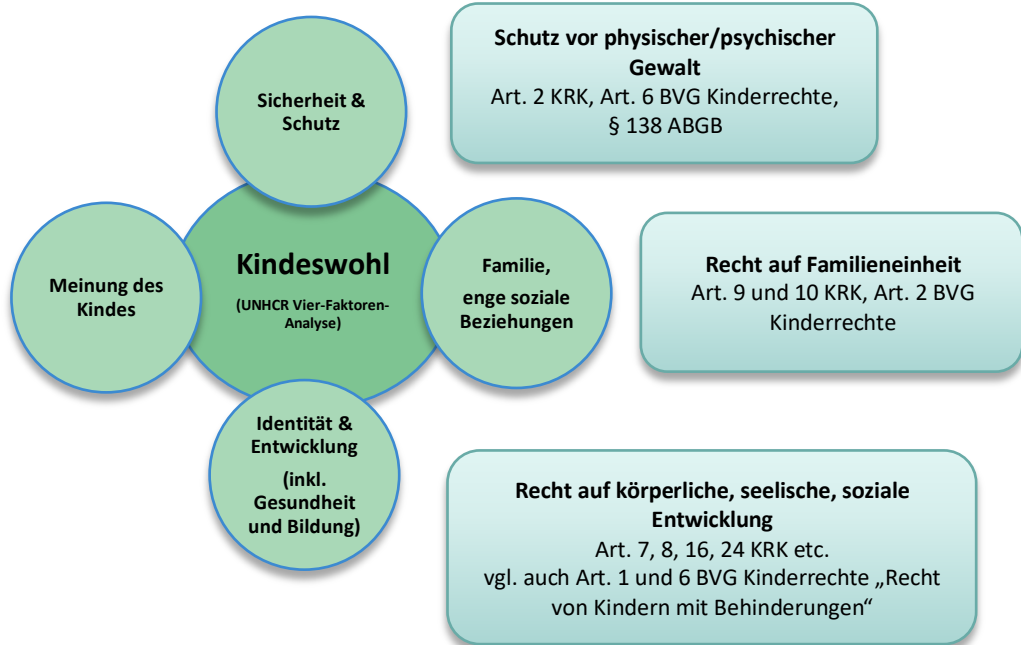 Sicherheit &
Schutz
Schutz vor physischer/psychischer
Gewalt
Art. 2 KRK, Art. 6 BVG Kinderrechte,
§ 138 ABGB
Meinung des
Kindes
Kindeswohl
(UNHCR Vier-Faktoren-
Analyse)
Familie,
enge soziale
Beziehungen
Recht auf Familieneinheit
Art. 9 und 10 KRK, Art. 2 BVG
Kinderrechte
Identität &
Entwicklung
(inkl.
Gesundheit
und Bildung)
Recht auf körperliche, seelische, soziale
Entwicklung
Art. 7, 8, 16, 24 KRK etc.
vgl. auch Art. 1 und 6 BVG Kinderrechte „Recht
von Kindern mit Behinderungen“